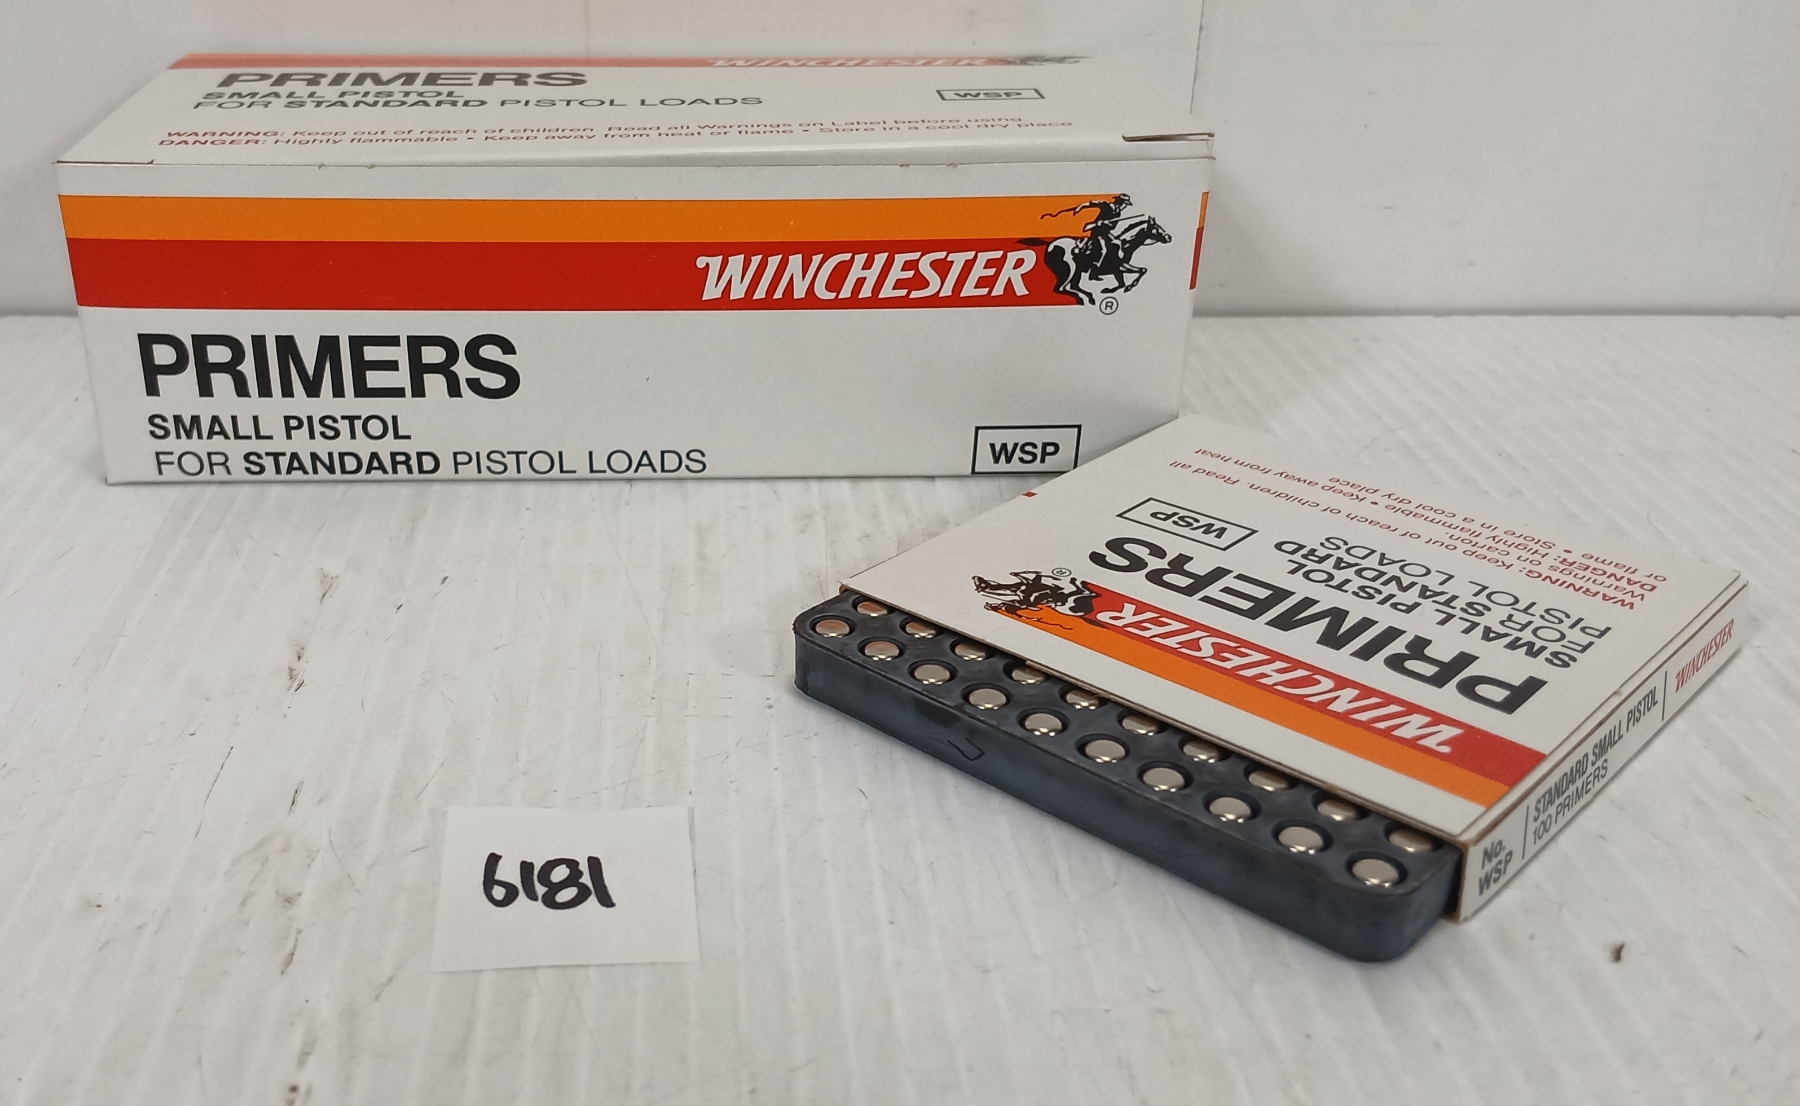 WINCHESTER
PRIMERS
SMALL PISTOL
FOR STANDARD PISTOL LOADS
WSP
WARNING: Keep out of reach of children. Read all Warnings on Label before using.
DANGER: Highly flammable • Keep away from heat or flame • Store in a cool dry place
WINCHESTER
®
PRIMERS
SMALL PISTOL
FOR STANDARD PISTOL LOADS
WSP
WINCHESTER
®
PRIMERS
SMALL PISTOL
FOR STANDARD
PISTOL LOADS
WSP
WARNING: Keep out of reach of children. Read all
Warnings on carton.
DANGER: Highly flammable • Keep away from heat
or flame • Store in a cool dry place
No.
WSP
STANDARD SMALL PISTOL
100 PRIMERS
WINCHESTER
6181